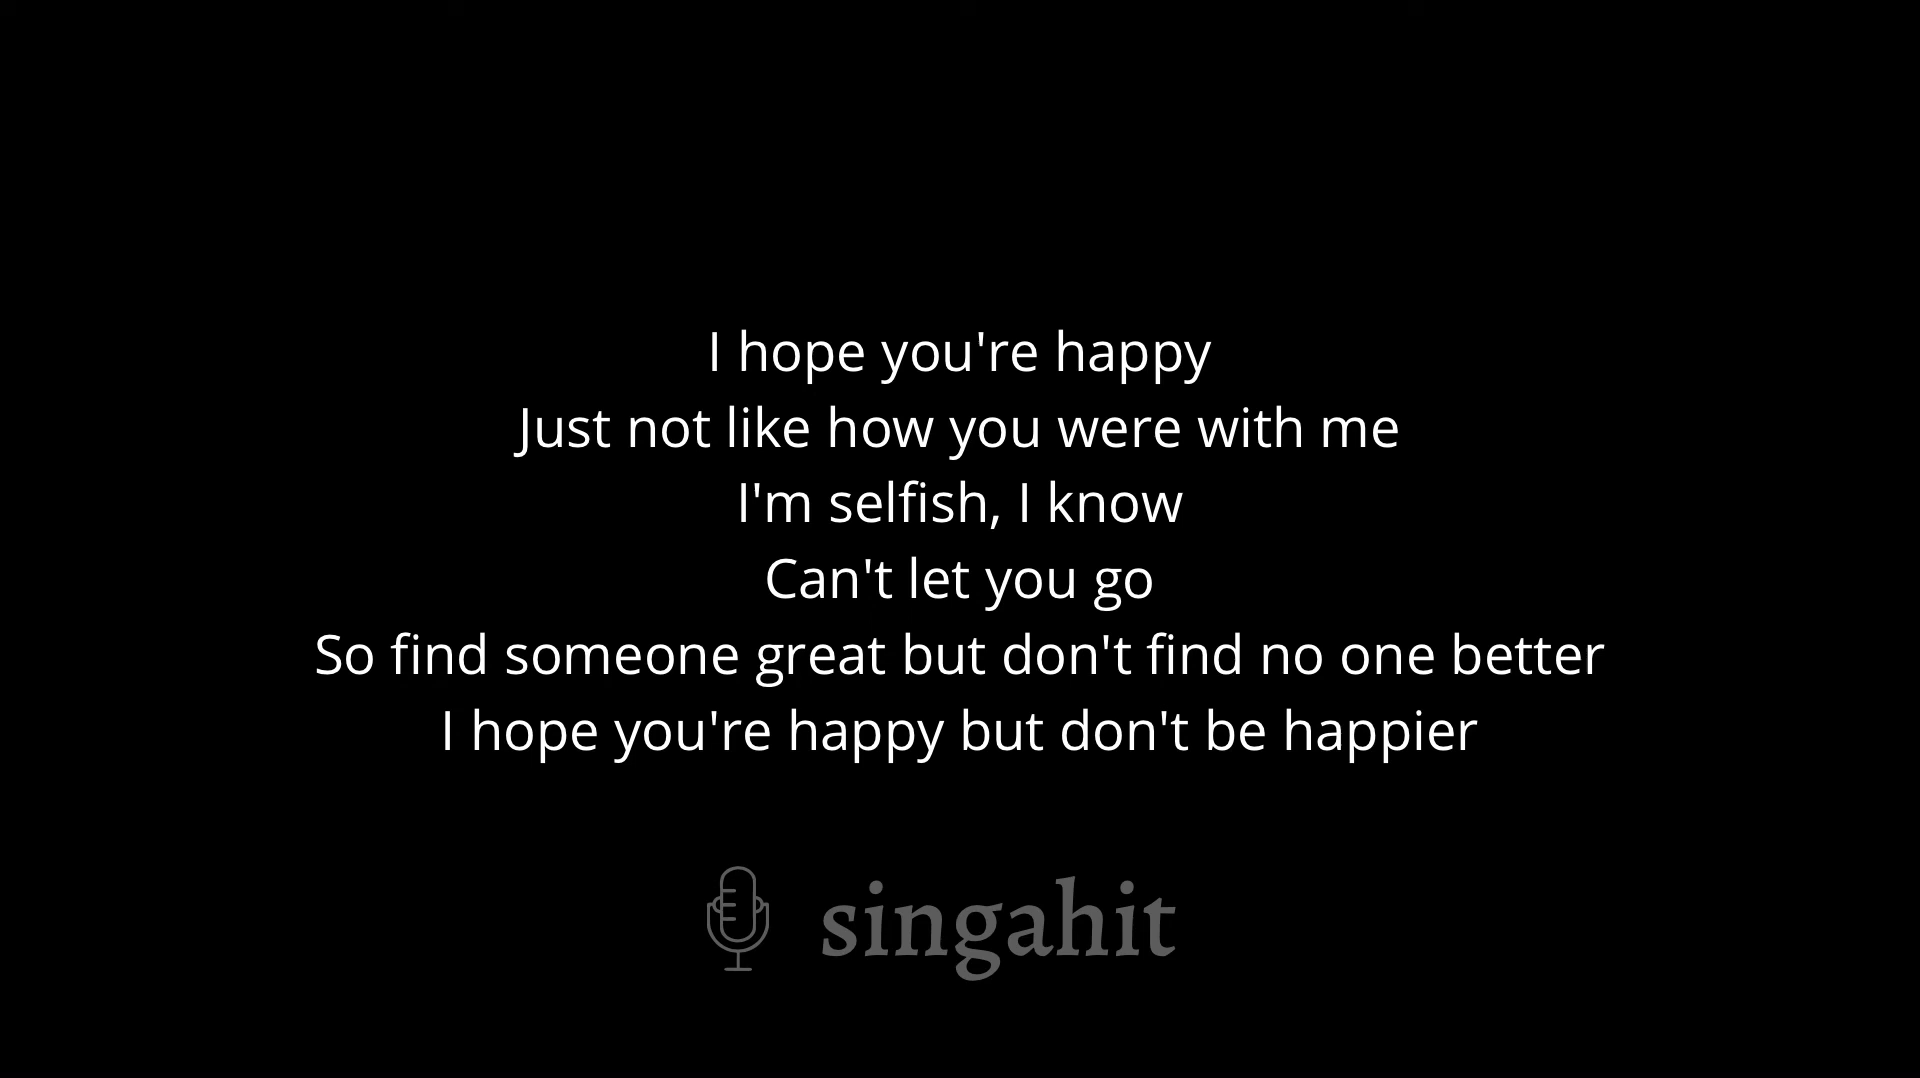 I hope you're happy
Just not like how you were with me
I'm selfish, I know
Can't let you go
So find someone great but don't find no one better
I hope you're happy but don't be happier
singahit